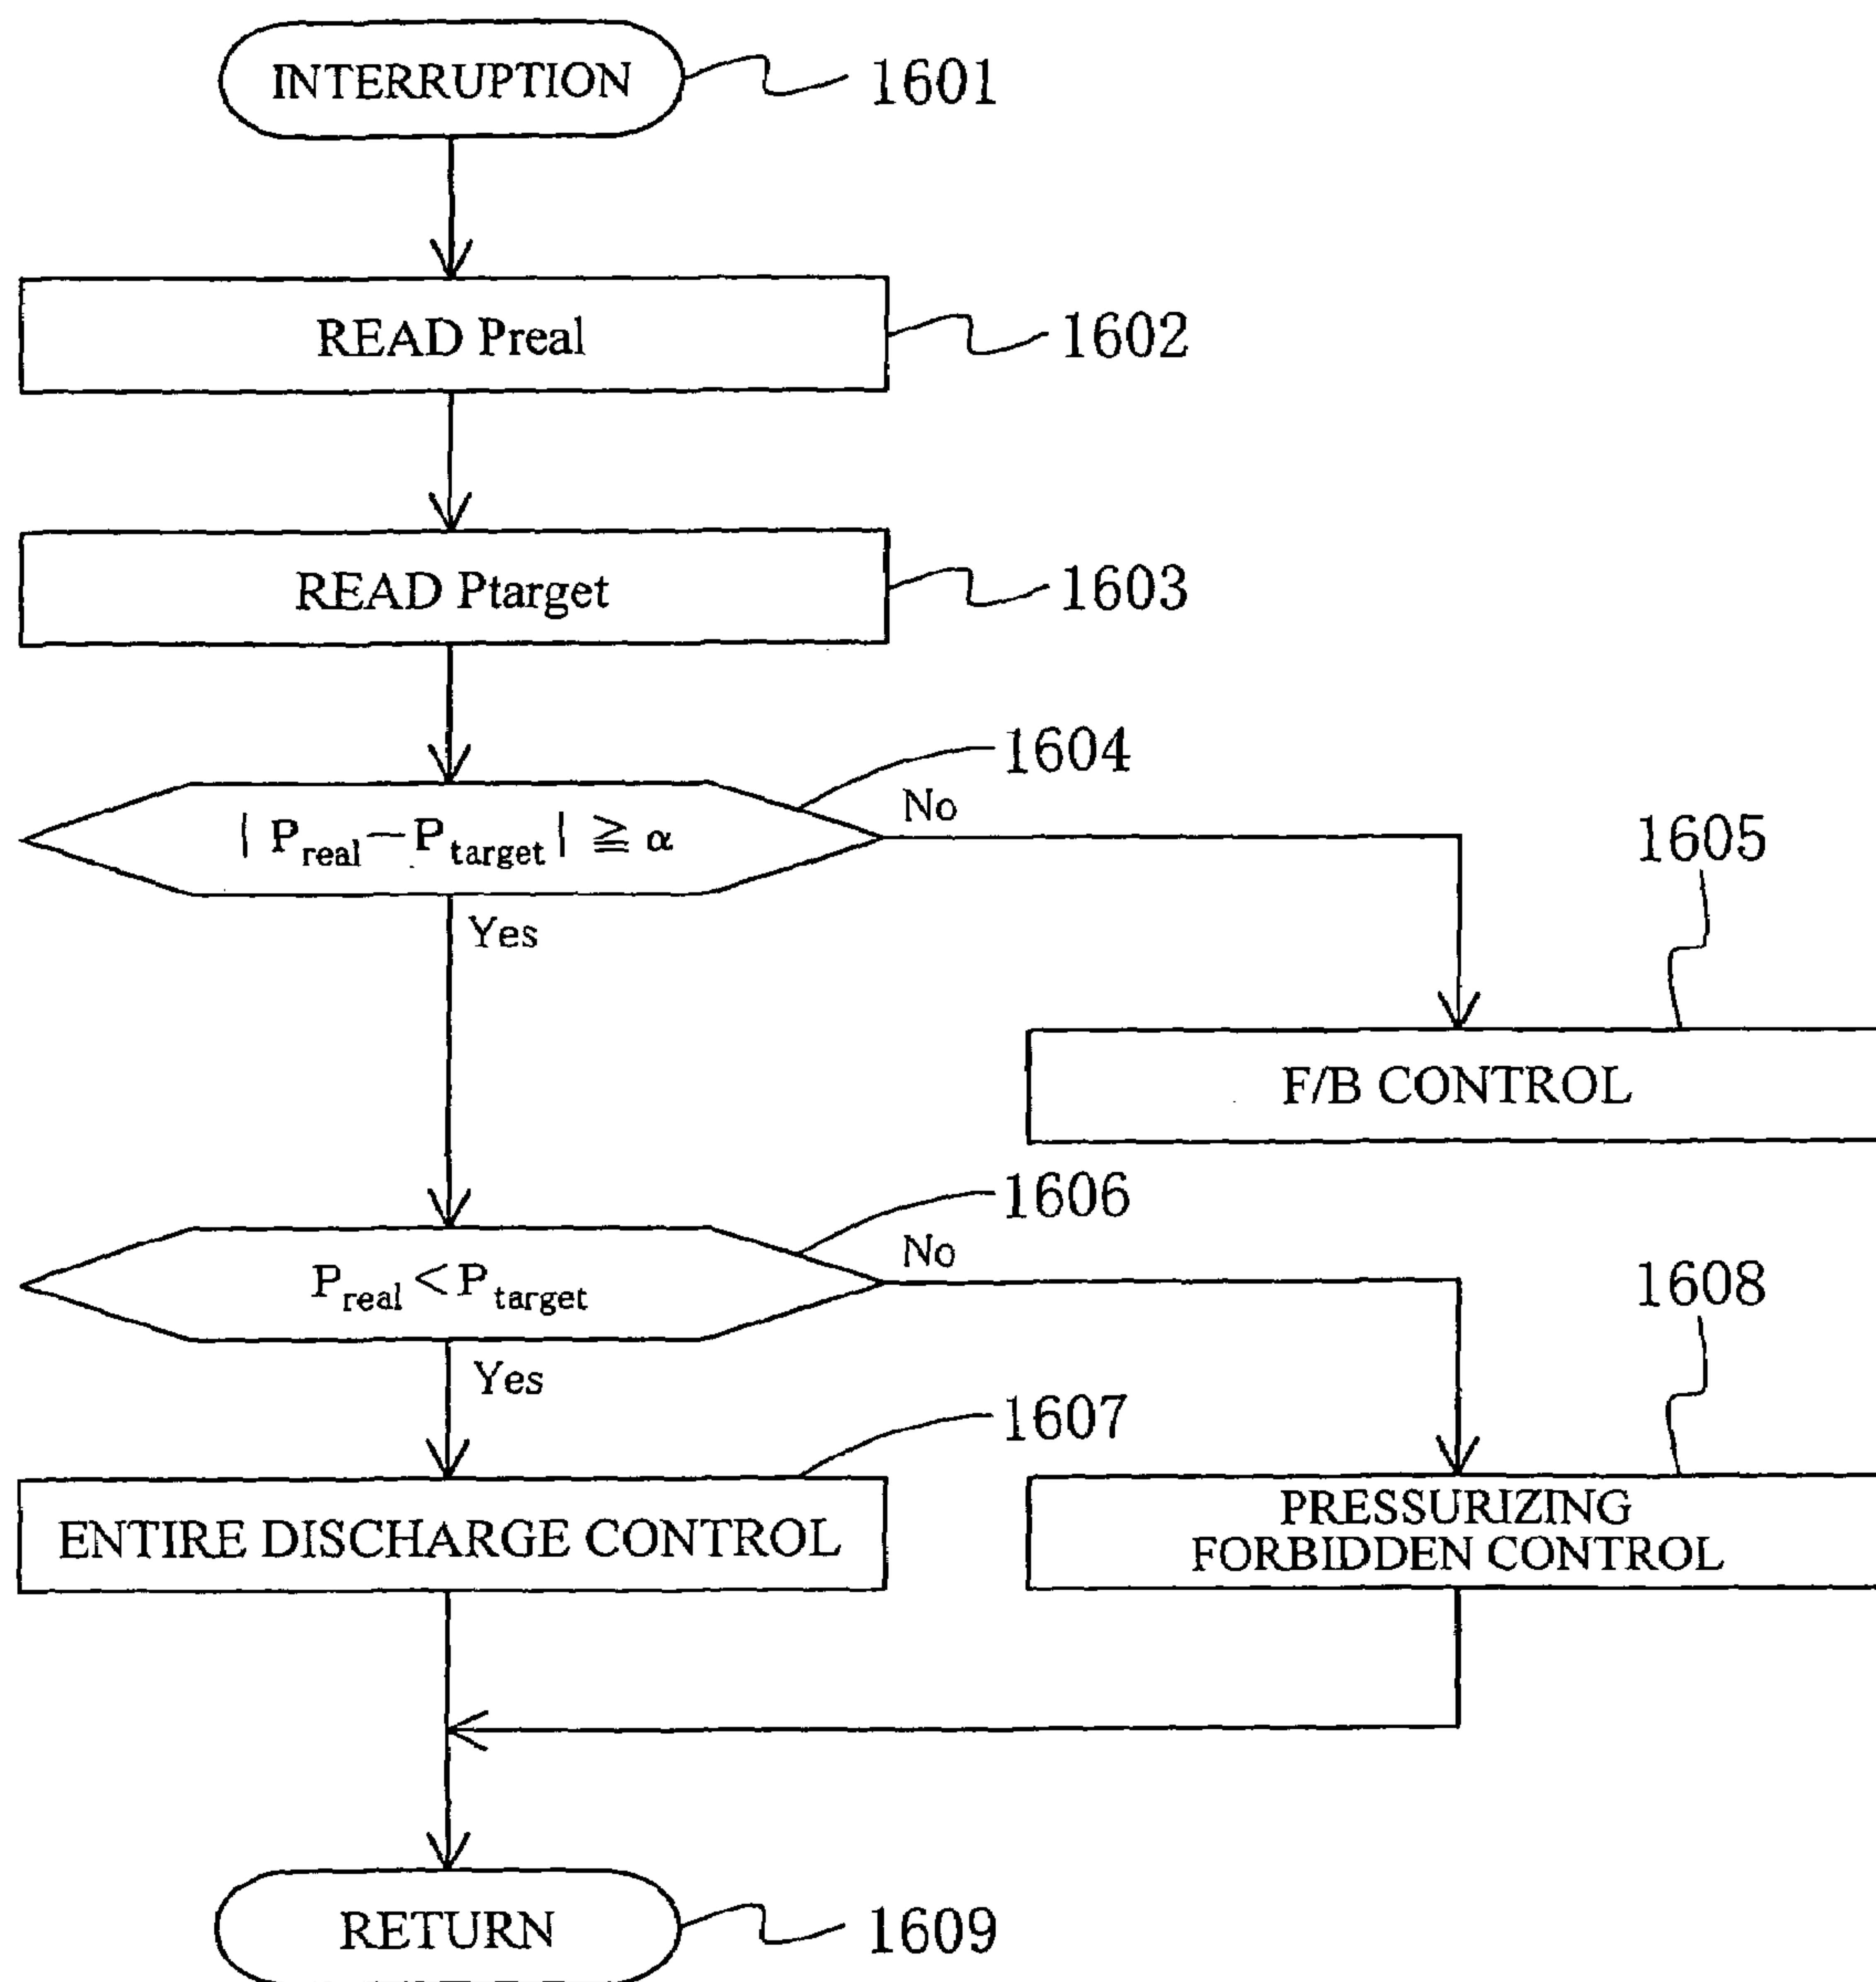 INTERRUPTION
1601
READ Preal
1602
READ Ptarget
1603
1604
| Preal－Ptarget | ≧ α
No
Yes
1605
F/B CONTROL
1606
Preal＜Ptarget
No
Yes
1608
1607
ENTIRE DISCHARGE CONTROL
PRESSURIZING
FORBIDDEN CONTROL
RETURN
1609